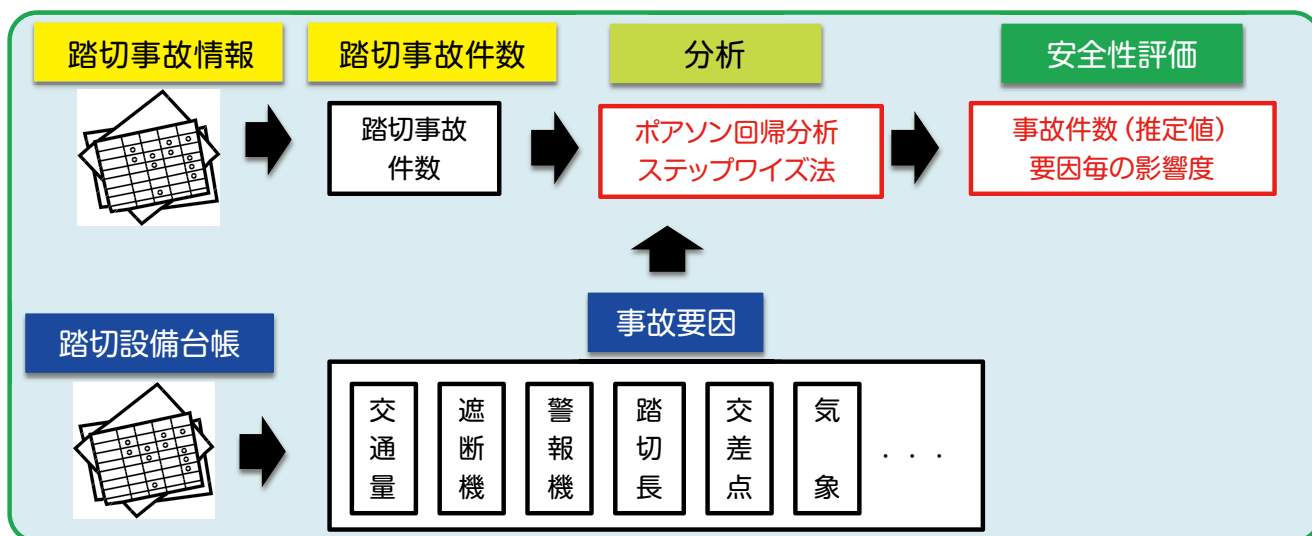 踏切事故情報
踏切事故件数
分析
安全性評価
踏切事故
件数
ポアソン回帰分析
ステップワイズ法
事故件数(推定値)
要因毎の影響度
踏切設備台帳
事故要因
交通量
遮断機
警報機
踏切長
交差点
気象
...